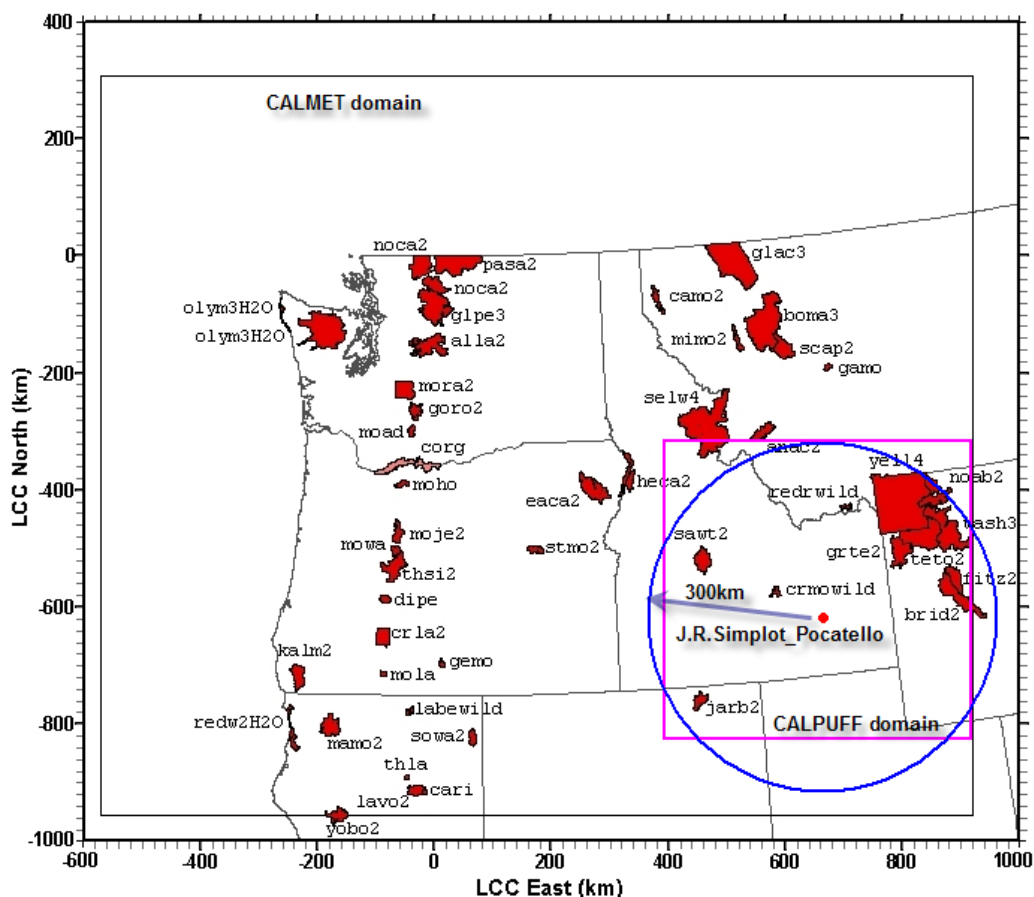 400
200
0
-200
-400
-600
-800
-1000
LCC North (km)
CALMET domain
noca2
pasa2
glac3
noca2
camo2
olym3H2O
glpe3
boma3
olym3H2O
alla2
mimo2
scap2
gamo
mora2
selw4
goro2
moad
corg
anac2
yell4
moho
heca2
redrwild
noab2
eaca2
wash3
moje2
sawt2
mowa
stmo2
grte2
teto2
thsi2
fitz2
300km
crmowild
dipe
brid2
J.R.Simplot_Pocatello
crla2
kalm2
gemo
mola
jarb2
redw2H2O
labewild
CALPUFF domain
mamo2
sowa2
thla
cari
lavo2
yobo2
-600
-400
-200
0
200
400
600
800
1000
LCC East (km)